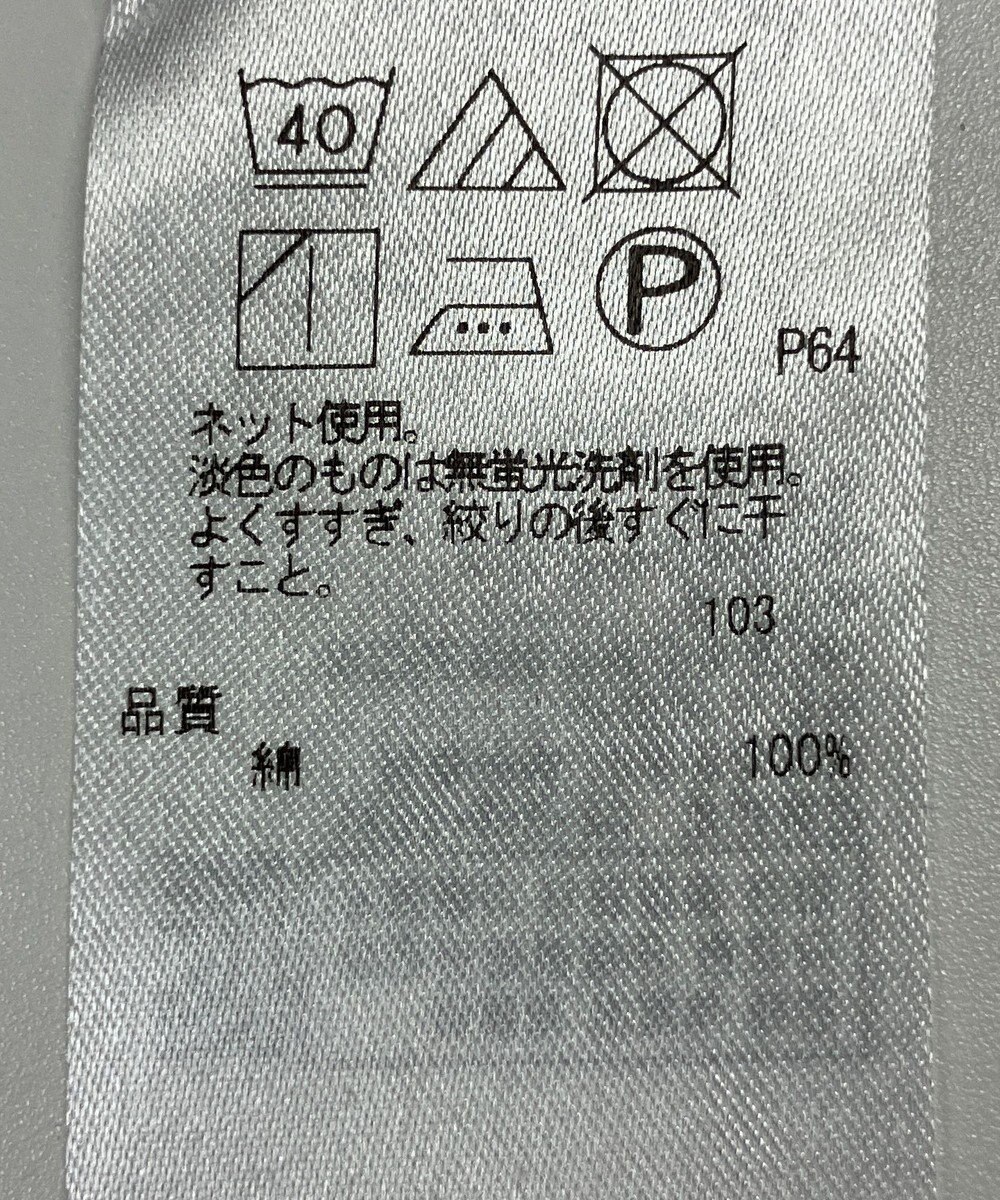 40
P
P64
ネット使用。
淡色のものは無蛍光洗剤を使用。
よくすすぎ、絞りの後すぐに干
すこと。
103
品質
綿 100%